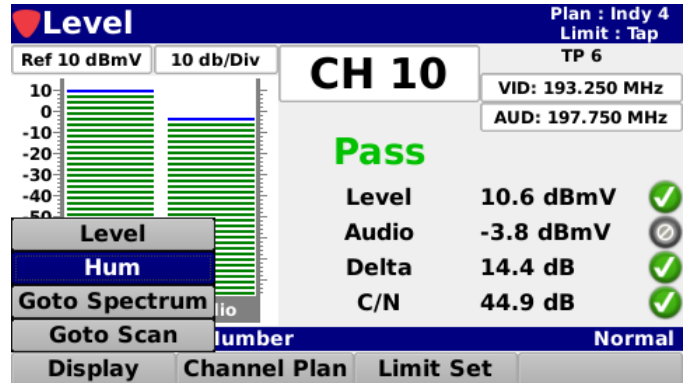 Level
Plan : Indy 4
Limit : Tap
Ref 10 dBmV
10 db/Div
CH 10
TP 6
VID: 193.250 MHz
AUD: 197.750 MHz
10
0
-10
-20
-30
-40
-50
Pass
Level 10.6 dBmV
Audio -3.8 dBmV
Delta 14.4 dB
C/N 44.9 dB
Level
Hum
Goto Spectrum
Goto Scan
Normal
Display Channel Plan Limit Set